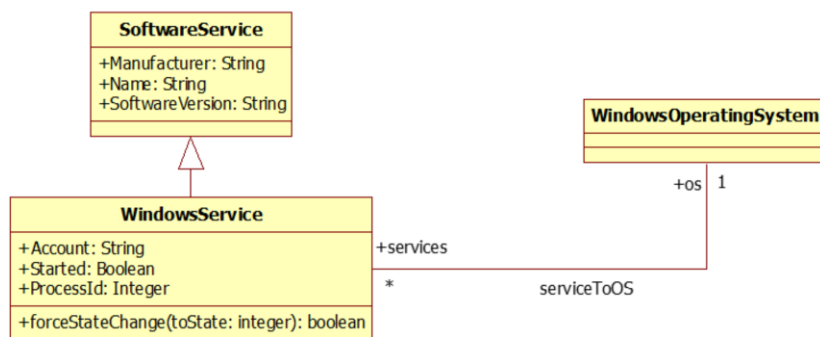 SoftwareService
+Manufacturer: String
+Name: String
+SoftwareVersion: String
WindowsOperatingSystem
+os 1
WindowsService
+Account: String
+Started: Boolean
+ProcessId: Integer
+forceStateChange(toState: integer): boolean
+services
*
serviceToOS